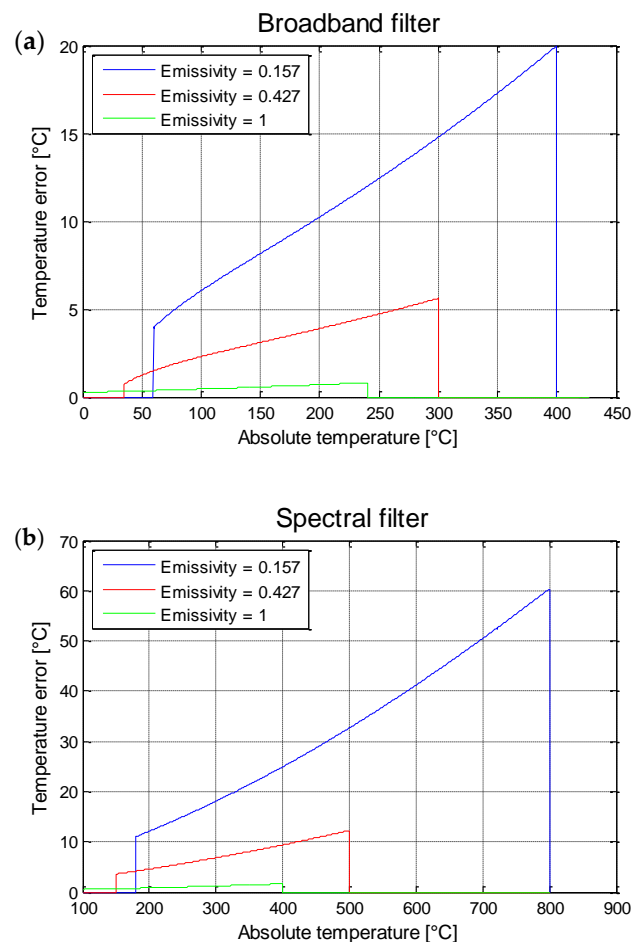 Broadband filter
(a)
20
15
10
5
0
Temperature error [°C]
Emissivity = 0.157
Emissivity = 0.427
Emissivity = 1
0 50 100 150 200 250 300 350 400 450
Absolute temperature [°C]
Spectral filter
(b)
70
60
50
40
30
20
10
0
Temperature error [°C]
Emissivity = 0.157
Emissivity = 0.427
Emissivity = 1
100 200 300 400 500 600 700 800 900
Absolute temperature [°C]